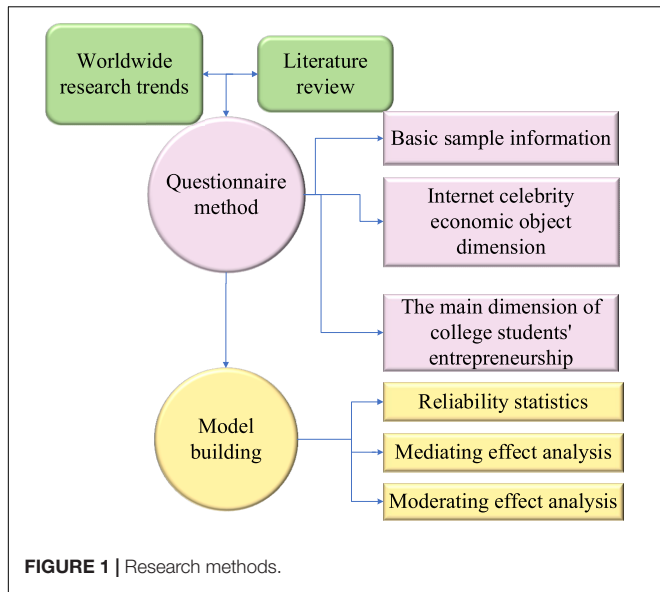 Worldwide
research trends
Literature
review
Questionnaire
method
Basic sample information
Internet celebrity
economic object
dimension
The main dimension of
college students'
entrepreneurship
Model
building
Reliability statistics
Mediating effect analysis
Moderating effect analysis
FIGURE 1 | Research methods.